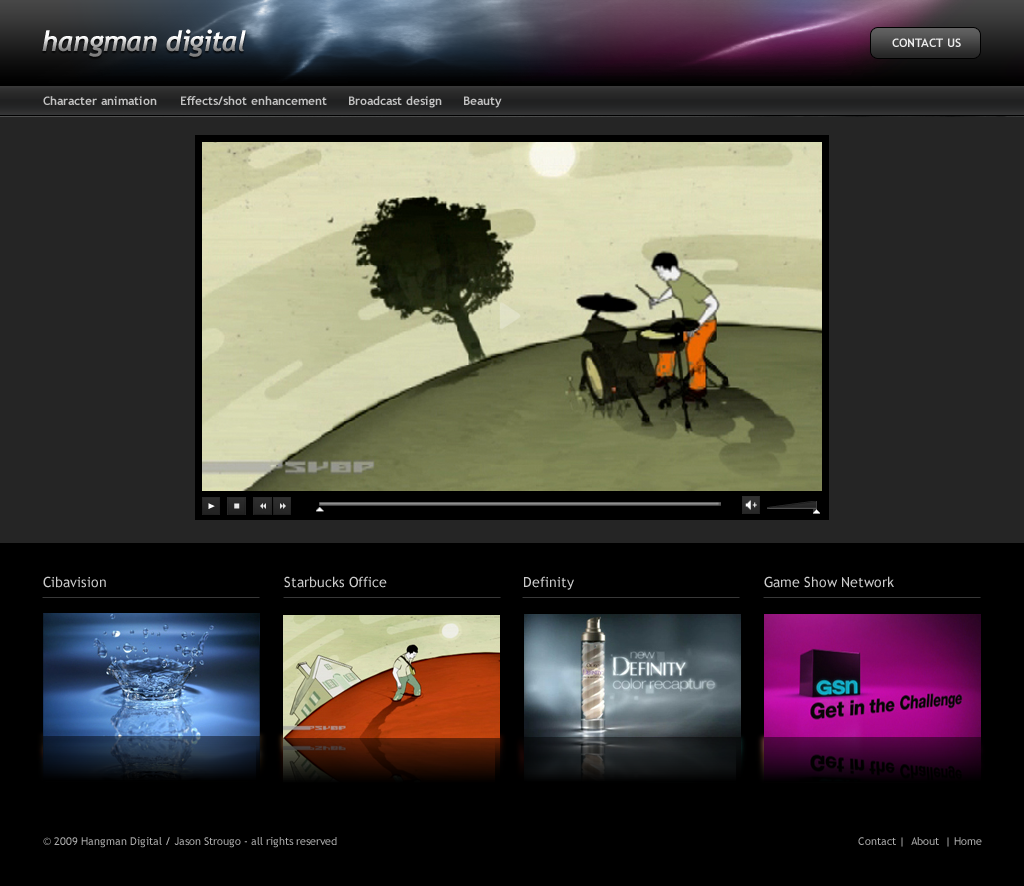 hangman digital
CONTACT US
Character animation Effects/shot enhancement Broadcast design Beauty
PSYOP
Cibavision Starbucks Office Definity Game Show Network
PSYOP
new
DEFINITY
color recapture
GSN
Get in the Challenge
© 2009 Hangman Digital / Jason Strougo - all rights reserved
Contact | About | Home